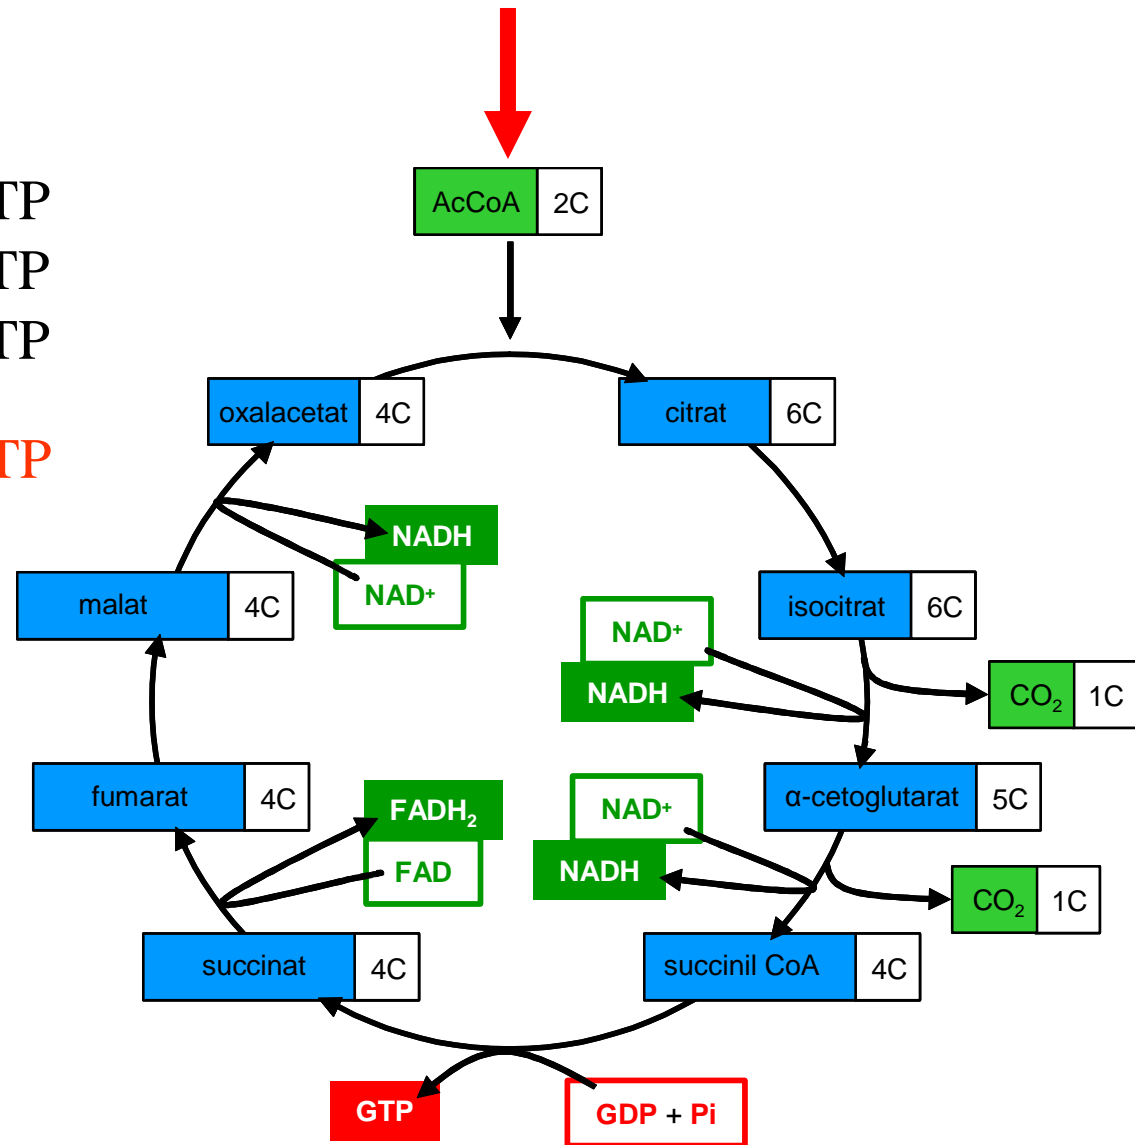 TP
TP
TP
TP
AcCoA 2C
oxalacetat 4C
citrat 6C
NADH
NAD⁺
malat 4C
isocitrat 6C
NAD⁺
NADH
CO₂ 1C
fumarat 4C
α-cetoglutarat 5C
FADH₂
FAD
NAD⁺
NADH
CO₂ 1C
succinat 4C
succinil CoA 4C
GTP
GDP + Pi